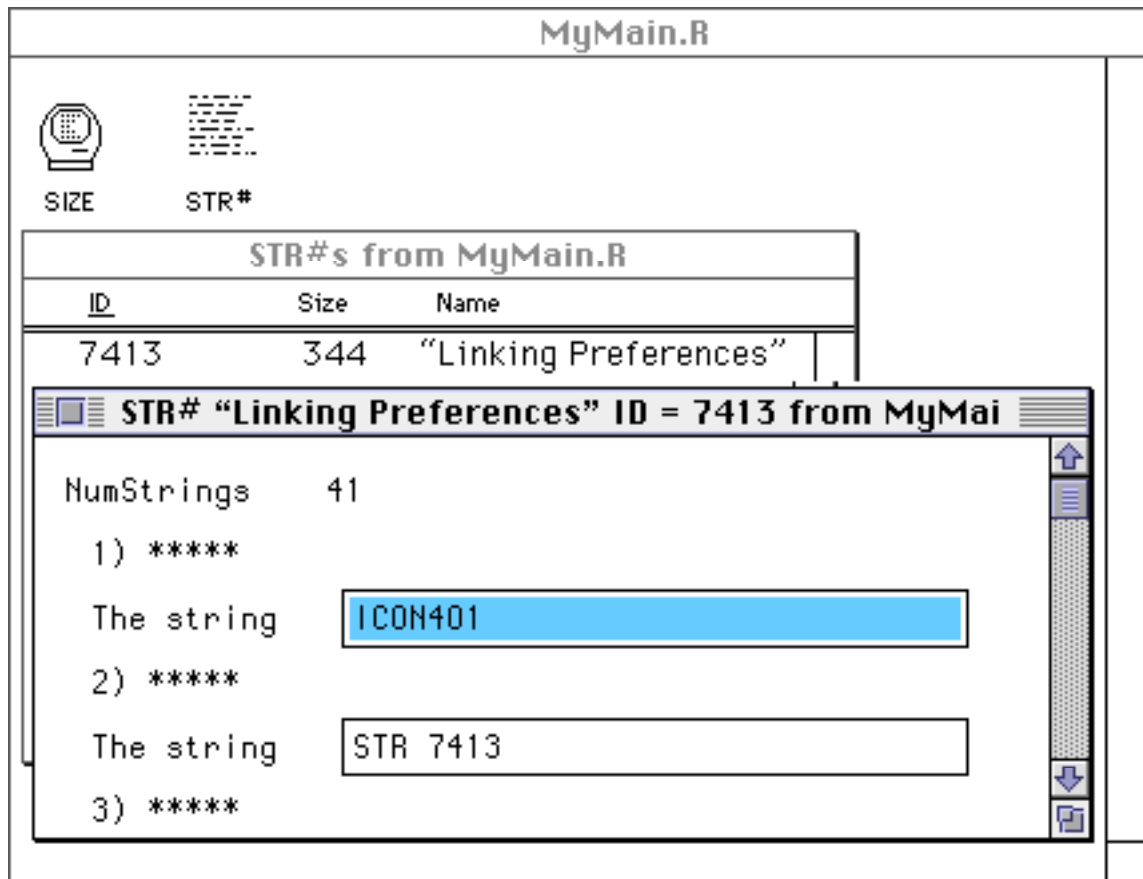 MyMain.R
SIZE STR#
STR#s from MyMain.R
ID Size Name
7413 344 “Linking Preferences”
STR# “Linking Preferences” ID = 7413 from MyMai
NumStrings 41
1) *****
The string ICON401
2) *****
The string STR 7413
3) *****